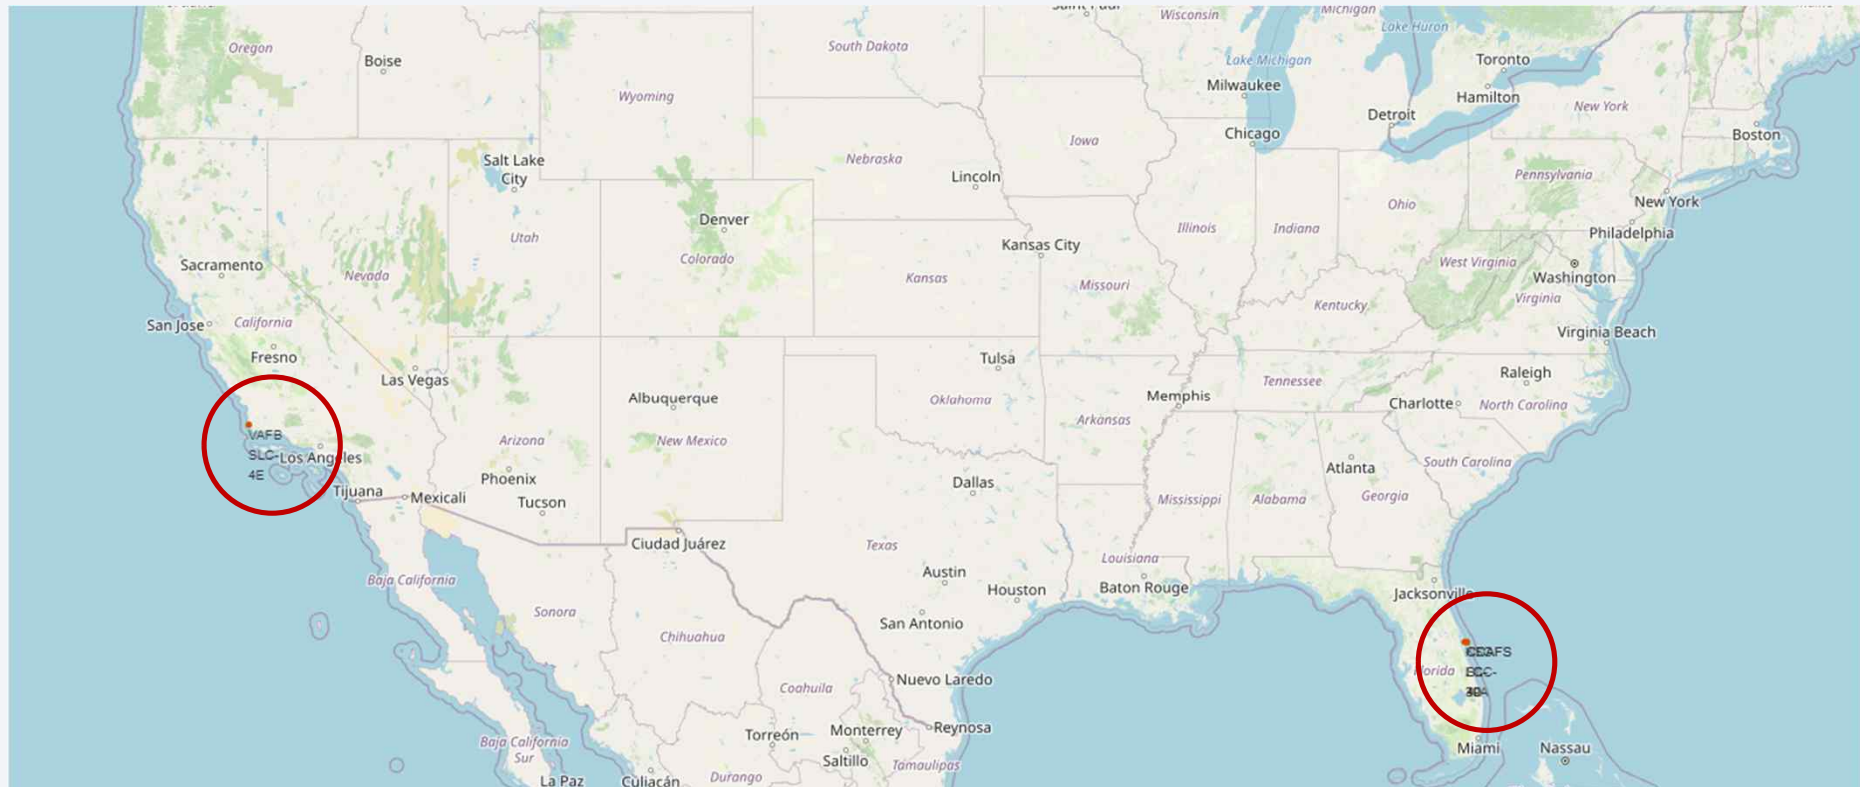 Wisconsin
Michigan
Lake Huron
Oregon
Boise
South Dakota
Lake Michigan
Toronto
Wyoming
Milwaukee
Hamilton
New York
Detroit
Chicago
Boston
Iowa
Salt Lake
City
Nebraska
Lincoln
Pennsylvania
New York
Ohio
Denver
Utah
Illinois
Indiana
Philadelphia
Kansas City
Colorado
Sacramento
Nevada
Kansas
West Virginia
Washington
Missouri
Kentucky
Virginia
San Jose
California
Virginia Beach
Fresno
Tulsa
Las Vegas
Raleigh
Tennessee
Albuquerque
Oklahoma
Memphis
Charlotte
North Carolina
Arkansas
VAFB
SLC-
4E
Los Angeles
Arizona
New Mexico
Atlanta
South Carolina
Phoenix
Dallas
Tijuana
Mexicali
Tucson
Mississippi
Alabama
Georgia
Ciudad Juárez
Texas
Louisiana
Baja California
Austin
Houston
Baton Rouge
Jacksonville
Sonora
San Antonio
Chihuahua
Florida
Nuevo Laredo
Coahuila
Reynosa
Torreón
Monterrey
Baja California
Sur
Miami
Nassau
Saltillo
Tamaulipas
La Paz
Culiacán
Durango